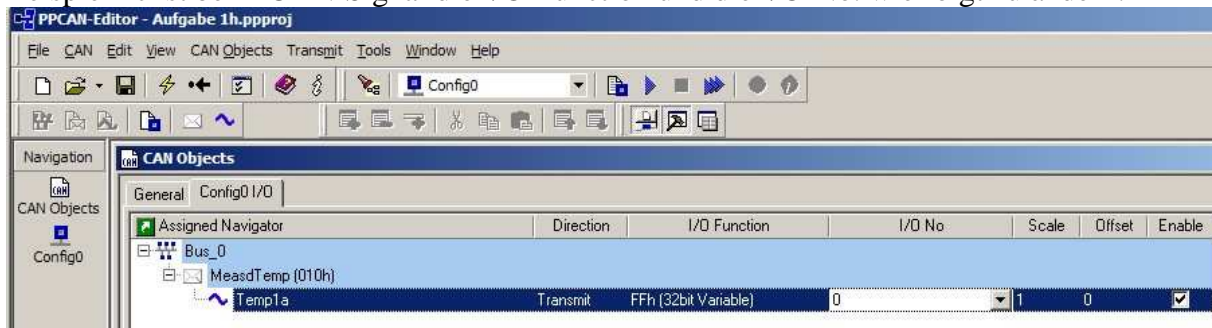 PPCAN-Editor - Aufgabe 1h.ppproj
File CAN Edit View CAN Objects Transmit Tools Window Help
Config0
Navigation
CAN Objects
Config0
CAN Objects
General Config0 I/O
Assigned Navigator Direction I/O Function I/O No Scale Offset Enable
Bus_0
MeasdTemp (010h)
Temp1a Transmit FFh (32bit Variable) 0 1 0